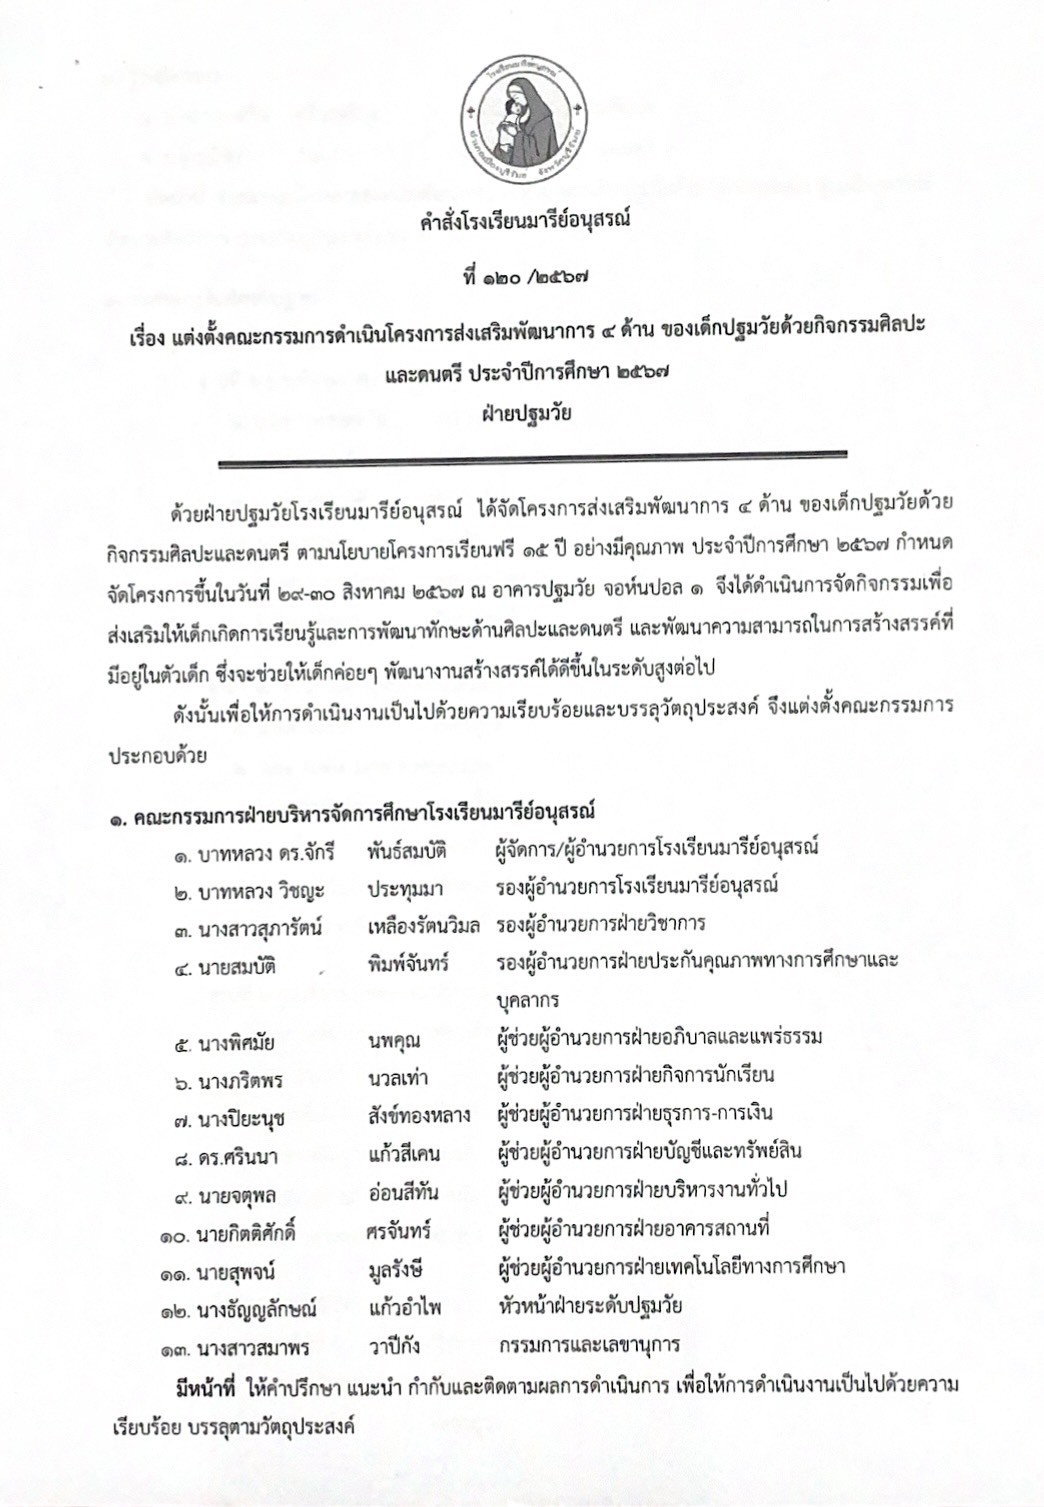 โรงเรียนมารีย์อนุสรณ์
อำเภอเมืองบุรีรัมย์ จังหวัดบุรีรัมย์
คำสั่งโรงเรียนมารีย์อนุสรณ์
ที่ ๑๒๐ /๒๕๖๗
เรื่อง แต่งตั้งคณะกรรมการดำเนินโครงการส่งเสริมพัฒนาการ ๔ ด้าน ของเด็กปฐมวัยด้วยกิจกรรมศิลปะ
และดนตรี ประจำปีการศึกษา ๒๕๖๗
ฝ่ายปฐมวัย
ด้วยฝ่ายปฐมวัยโรงเรียนมารีย์อนุสรณ์ ได้จัดโครงการส่งเสริมพัฒนาการ ๔ ด้าน ของเด็กปฐมวัยด้วย
กิจกรรมศิลปะและดนตรี ตามนโยบายโครงการเรียนฟรี ๑๕ ปี อย่างมีคุณภาพ ประจำปีการศึกษา ๒๕๖๗ กำหนด
จัดโครงการขึ้นในวันที่ ๒๙-๓๐ สิงหาคม ๒๕๖๗ ณ อาคารปฐมวัย จอห์นปอล ๑ จึงได้ดำเนินการจัดกิจกรรมเพื่อ
ส่งเสริมให้เด็กเกิดการเรียนรู้และการพัฒนาทักษะด้านศิลปะและดนตรี และพัฒนาความสามารถในการสร้างสรรค์ที่
มีอยู่ในตัวเด็ก ซึ่งจะช่วยให้เด็กค่อยๆ พัฒนางานสร้างสรรค์ได้ดีขึ้นในระดับสูงต่อไป
ดังนั้นเพื่อให้การดำเนินงานเป็นไปด้วยความเรียบร้อยและบรรลุวัตถุประสงค์ จึงแต่งตั้งคณะกรรมการ
ประกอบด้วย
๑. คณะกรรมการฝ่ายบริหารจัดการศึกษาโรงเรียนมารีย์อนุสรณ์
๑. บาทหลวง ดร.จักรี พันธ์สมบัติ ผู้จัดการ/ผู้อำนวยการโรงเรียนมารีย์อนุสรณ์
๒. บาทหลวง วิชญะ ประทุมมา รองผู้อำนวยการโรงเรียนมารีย์อนุสรณ์
๓. นางสาวสุภารัตน์ เหลืองรัตนวิมล รองผู้อำนวยการฝ่ายวิชาการ
๔. นายสมบัติ พิมพ์จันทร์ รองผู้อำนวยการฝ่ายประกันคุณภาพทางการศึกษาและ
บุคลากร
๕. นางพิศมัย นพคุณ ผู้ช่วยผู้อำนวยการฝ่ายอภิบาลและแพร่ธรรม
๖. นางภริตพร นวลเท่า ผู้ช่วยผู้อำนวยการฝ่ายกิจการนักเรียน
๗. นางปิยะนุช สังข์ทองหลาง ผู้ช่วยผู้อำนวยการฝ่ายธุรการ-การเงิน
๘. ดร.ศรินนา แก้วสีเคน ผู้ช่วยผู้อำนวยการฝ่ายบัญชีและทรัพย์สิน
๙. นายจตุพล อ่อนสีทัน ผู้ช่วยผู้อำนวยการฝ่ายบริหารงานทั่วไป
๑๐. นายกิตติศักดิ์ ศรจันทร์ ผู้ช่วยผู้อำนวยการฝ่ายอาคารสถานที่
๑๑. นายสุพจน์ มูลรังษี ผู้ช่วยผู้อำนวยการฝ่ายเทคโนโลยีทางการศึกษา
๑๒. นางธัญญลักษณ์ แก้วอำไพ หัวหน้าฝ่ายระดับปฐมวัย
๑๓. นางสาวสมาพร วาปีกัง กรรมการและเลขานุการ
มีหน้าที่ ให้คำปรึกษา แนะนำ กำกับและติดตามผลการดำเนินการ เพื่อให้การดำเนินงานเป็นไปด้วยความ
เรียบร้อย บรรลุตามวัตถุประสงค์